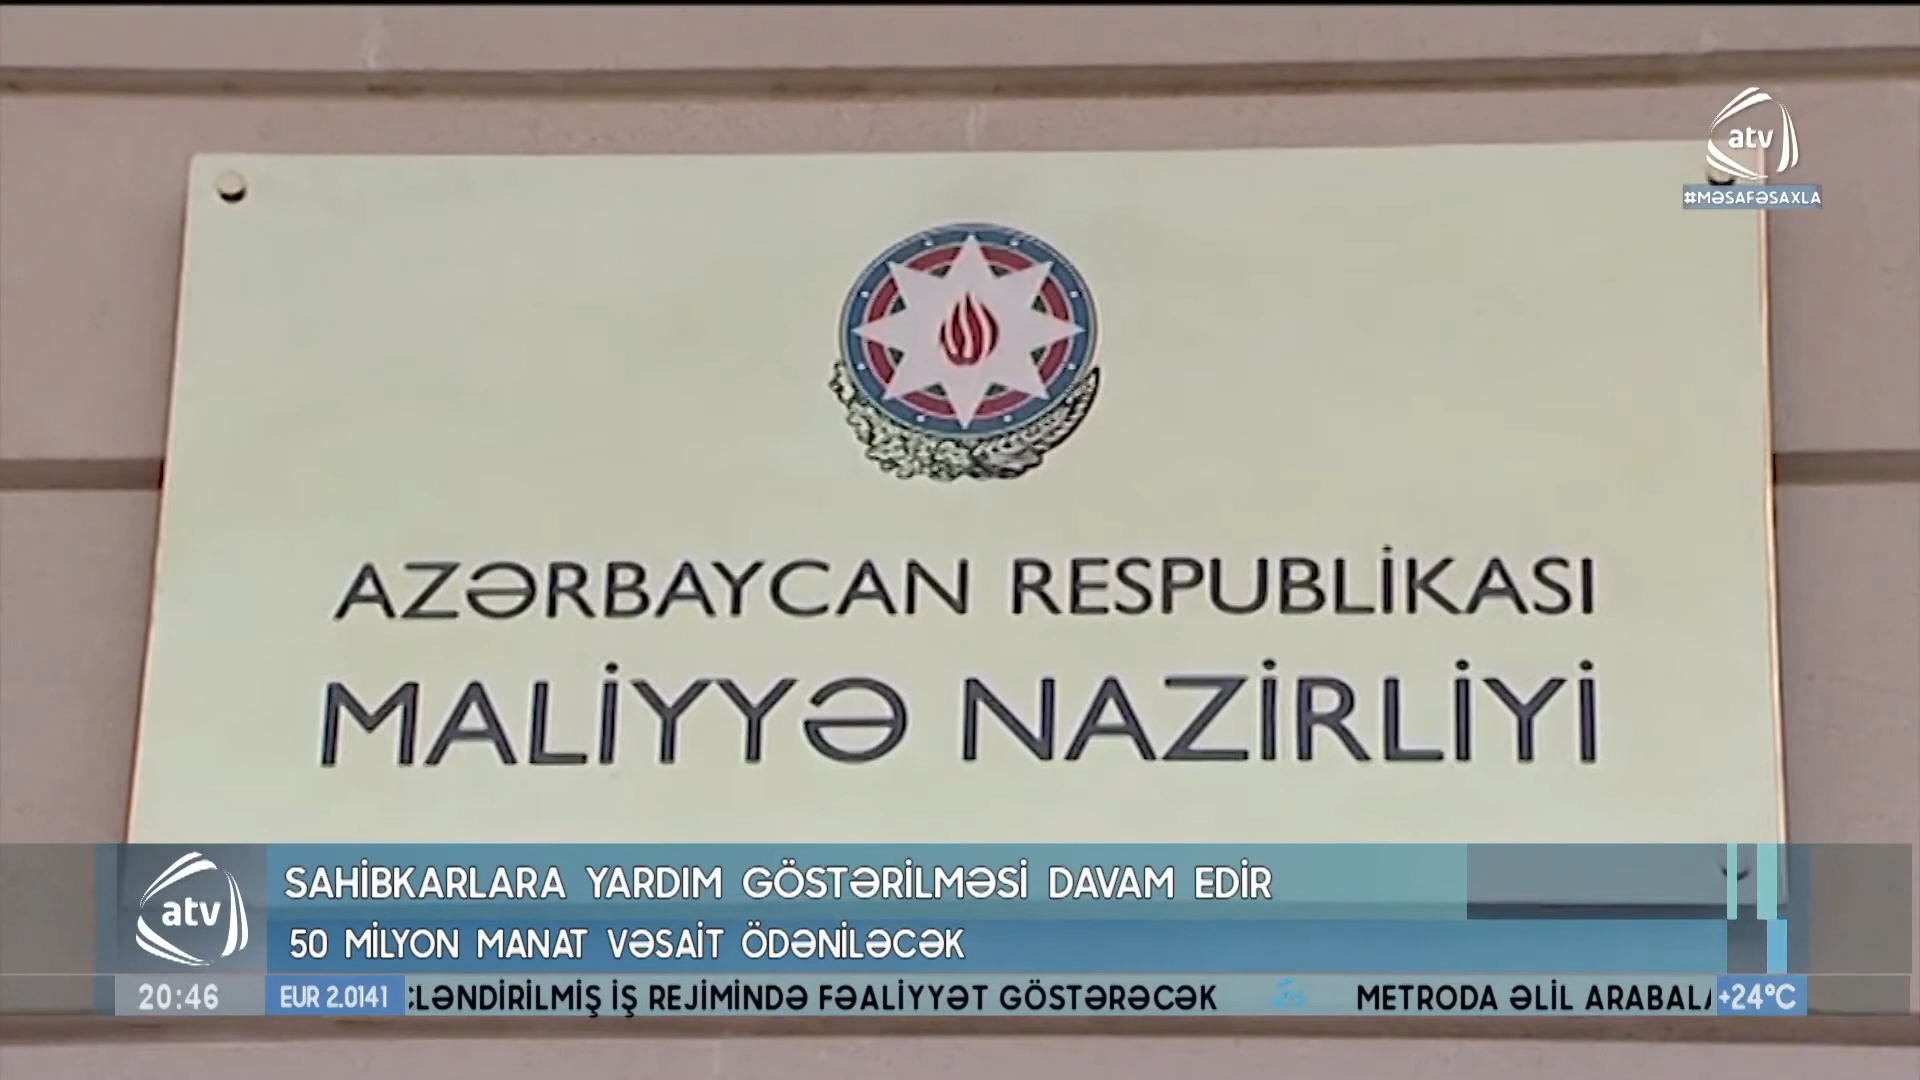 atv
#MƏSAFƏSAXLA
AZƏRBAYCAN RESPUBLİKASI
MALİYYƏ NAZİRLİYİ
atv
SAHİBKARLARA YARDIM GÖSTƏRİLMƏSİ DAVAM EDİR
50 MİLYON MANAT VƏSAİT ÖDƏNİLƏCƏK
20:46 EUR 2.0141 LƏNDİRİLMİŞ İŞ REJİMİNDƏ FƏALİYYƏT GÖSTƏRƏCƏK METRODA ƏLİL ARABALA +24°C